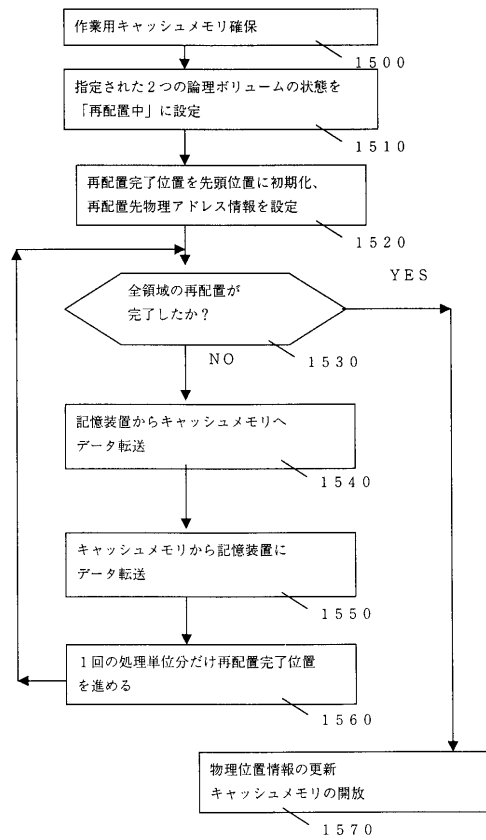 作業用キャッシュメモリ確保
1500
指定された2つの論理ボリュームの状態を
「再配置中」に設定
1510
再配置完了位置を先頭位置に初期化、
再配置先物理アドレス情報を設定
1520
YES
全領域の再配置が
完了したか？
NO
1530
記憶装置からキャッシュメモリへ
データ転送
1540
キャッシュメモリから記憶装置に
データ転送
1550
1回の処理単位分だけ再配置完了位置
を進める
1560
物理位置情報の更新
キャッシュメモリの開放
1570